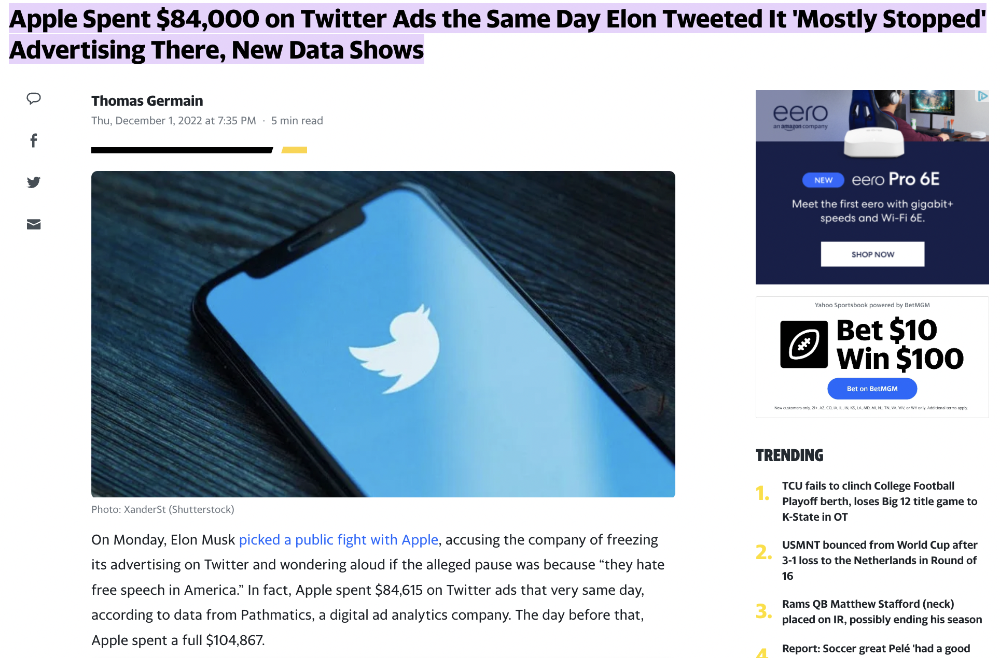 Apple Spent $84,000 on Twitter Ads the Same Day Elon Tweeted It 'Mostly Stopped'
Advertising There, New Data Shows
Thomas Germain
Thu, December 1, 2022 at 7:35 PM · 5 min read
Photo: XanderSt (Shutterstock)
On Monday, Elon Musk picked a public fight with Apple, accusing the company of freezing
its advertising on Twitter and wondering aloud if the alleged pause was because “they hate
free speech in America.” In fact, Apple spent $84,615 on Twitter ads that very same day,
according to data from Pathmatics, a digital ad analytics company. The day before that,
Apple spent a full $104,867.
eero
an amazon company
NEW eero Pro 6E
Meet the first eero with gigabit+
speeds and Wi-Fi 6E.
SHOP NOW
Yahoo Sportsbook powered by BetMGM
Bet $10
Win $100
Bet on BetMGM
New customers only. 21+. AZ, CO, IA, IL, IN, KS, LA, MD, MI, NJ, TN, VA, WV, or WY only. Additional terms apply.
TRENDING
1. TCU fails to clinch College Football
Playoff berth, loses Big 12 title game to
K-State in OT
2. USMNT bounced from World Cup after
3-1 loss to the Netherlands in Round of
16
3. Rams QB Matthew Stafford (neck)
placed on IR, possibly ending his season
4. Report: Soccer great Pelé 'had a good